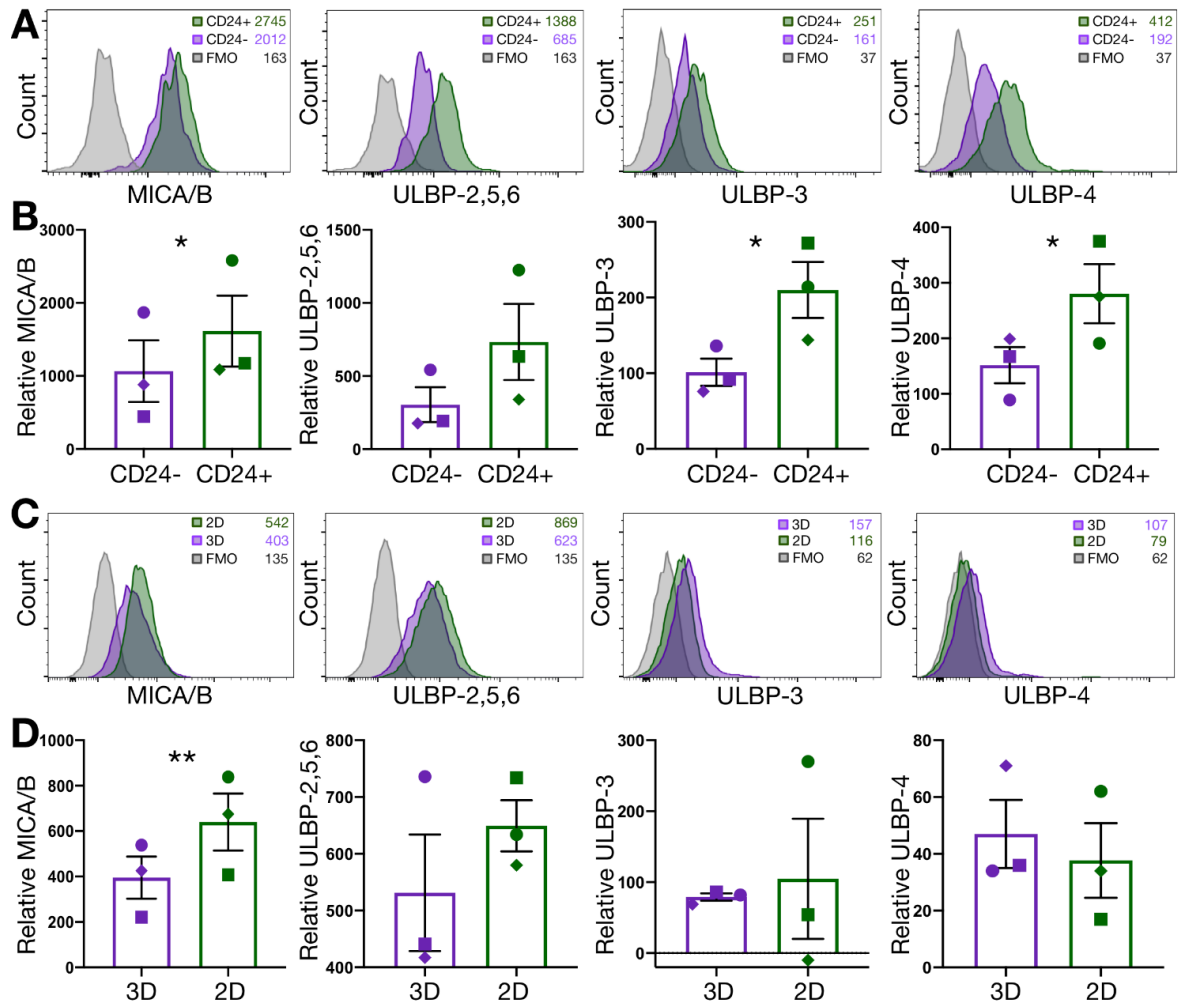 A
CD24+ 2745
CD24- 2012
FMO 163
Count
MICA/B
CD24+ 1388
CD24- 685
FMO 163
Count
ULBP-2,5,6
CD24+ 251
CD24- 161
FMO 37
Count
ULBP-3
CD24+ 412
CD24- 192
FMO 37
Count
ULBP-4
B
Relative MICA/B
3000
2000
1000
0
*
CD24- CD24+
Relative ULBP-2,5,6
1500
1000
500
0
CD24- CD24+
Relative ULBP-3
300
200
100
0
*
CD24- CD24+
Relative ULBP-4
400
300
200
100
0
*
CD24- CD24+
C
2D 542
3D 403
FMO 135
Count
MICA/B
2D 869
3D 623
FMO 135
Count
ULBP-2,5,6
3D 157
2D 116
FMO 62
Count
ULBP-3
3D 107
2D 79
FMO 62
Count
ULBP-4
D
Relative MICA/B
1000
800
600
400
200
0
**
3D 2D
Relative ULBP-2,5,6
800
700
600
500
400
3D 2D
Relative ULBP-3
300
200
100
0
3D 2D
Relative ULBP-4
80
60
40
20
0
3D 2D